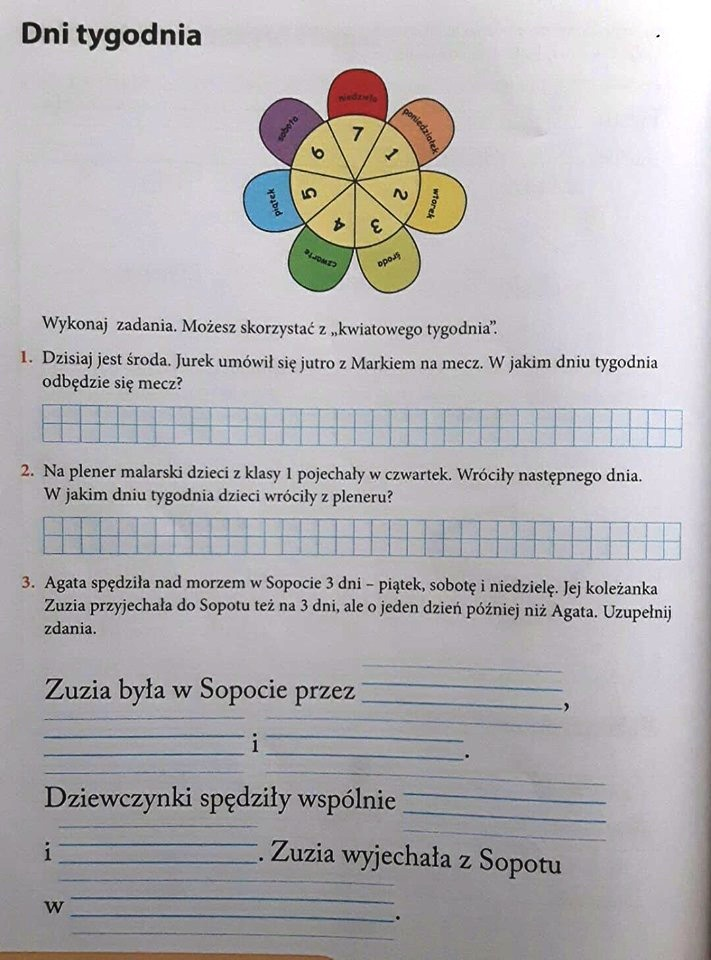 Dni tygodnia
niedziela
poniedziałek
wtorek
środa
czwartek
piątek
sobota
7
1
2
3
4
5
6
Wykonaj zadania. Możesz skorzystać z „kwiatowego tygodnia”.
1. Dzisiaj jest środa. Jurek umówił się jutro z Markiem na mecz. W jakim dniu tygodnia
odbędzie się mecz?
2. Na plener malarski dzieci z klasy 1 pojechały w czwartek. Wróciły następnego dnia.
W jakim dniu tygodnia dzieci wróciły z pleneru?
3. Agata spędziła nad morzem w Sopocie 3 dni – piątek, sobotę i niedzielę. Jej koleżanka
Zuzia przyjechała do Sopotu też na 3 dni, ale o jeden dzień później niż Agata. Uzupełnij
zdania.
Zuzia była w Sopocie przez ,
i .
Dziewczynki spędziły wspólnie
i . Zuzia wyjechała z Sopotu
w .